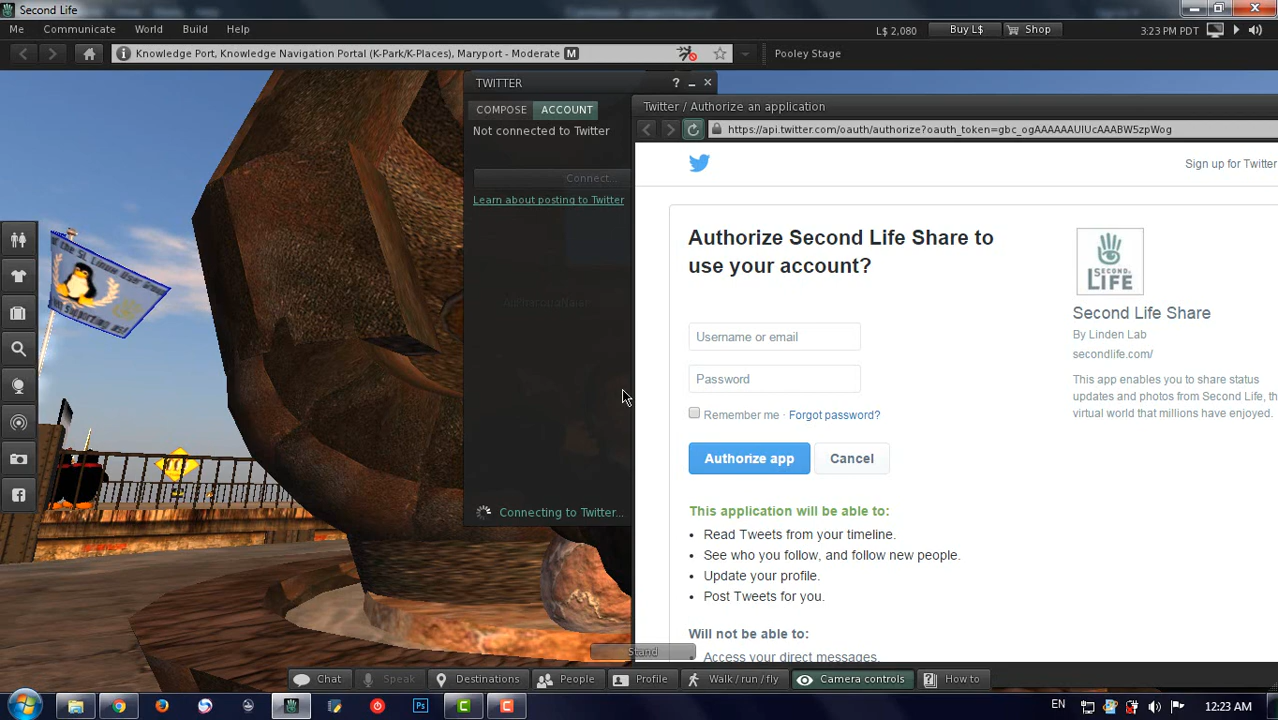 Second Life
Me Communicate World Build Help
L$ 2,080 Buy L$ Shop 3:23 PM PDT
Knowledge Port, Knowledge Navigation Portal (K-Park/K-Places), Maryport - Moderate M
Pooley Stage
TWITTER ?
COMPOSE ACCOUNT
Not connected to Twitter
Connect...
Learn about posting to Twitter
Connecting to Twitter...
Twitter / Authorize an application
https://api.twitter.com/oauth/authorize?oauth_token=gbc_ogAAAAAAUIUcAAABW5zpWog
Sign up for Twitter
Authorize Second Life Share to
use your account?
Username or email
Password
Remember me · Forgot password?
Authorize app Cancel
This application will be able to:
• Read Tweets from your timeline.
• See who you follow, and follow new people.
• Update your profile.
• Post Tweets for you.
Will not be able to:
• Access your direct messages.
SECOND
LIFE
Second Life Share
By Linden Lab
secondlife.com/
This app enables you to share status
updates and photos from Second Life, th
virtual world that millions have enjoyed.
Stand
Chat Speak Destinations People Profile Walk / run / fly Camera controls How to
EN 12:23 AM